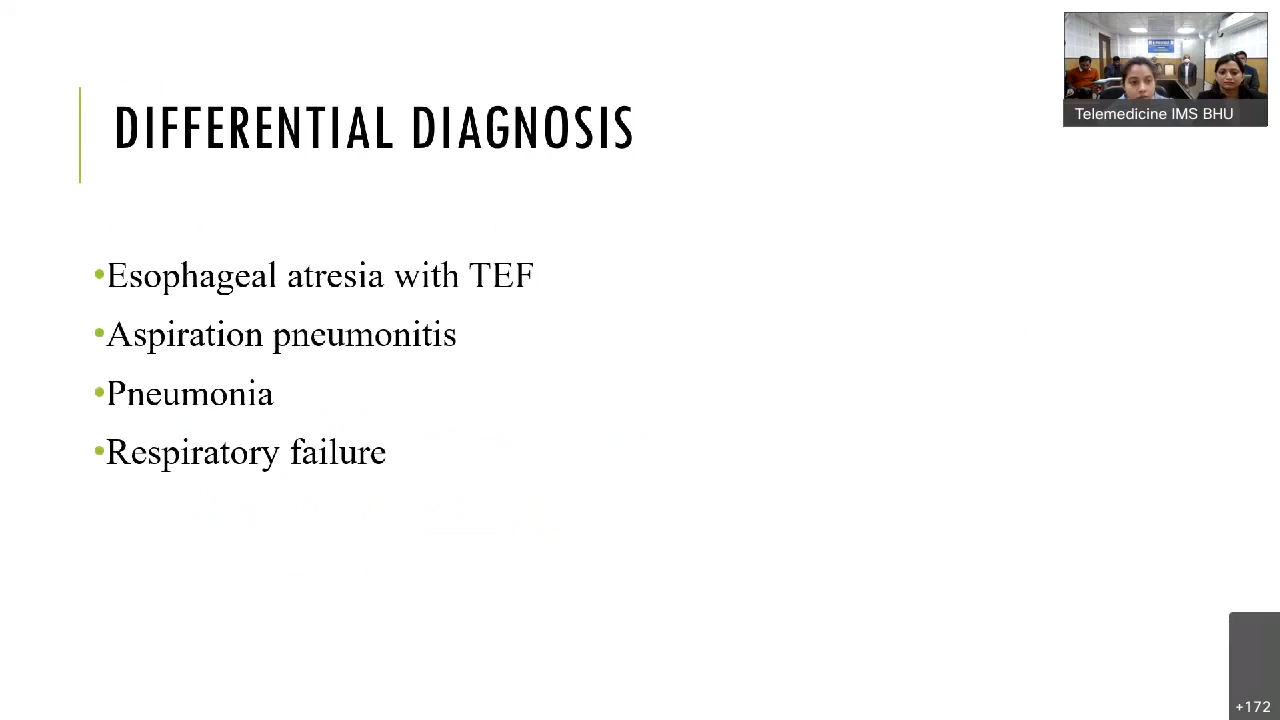 DIFFERENTIAL DIAGNOSIS
•Esophageal atresia with TEF
•Aspiration pneumonitis
•Pneumonia
•Respiratory failure
Telemedicine IMS BHU
+172